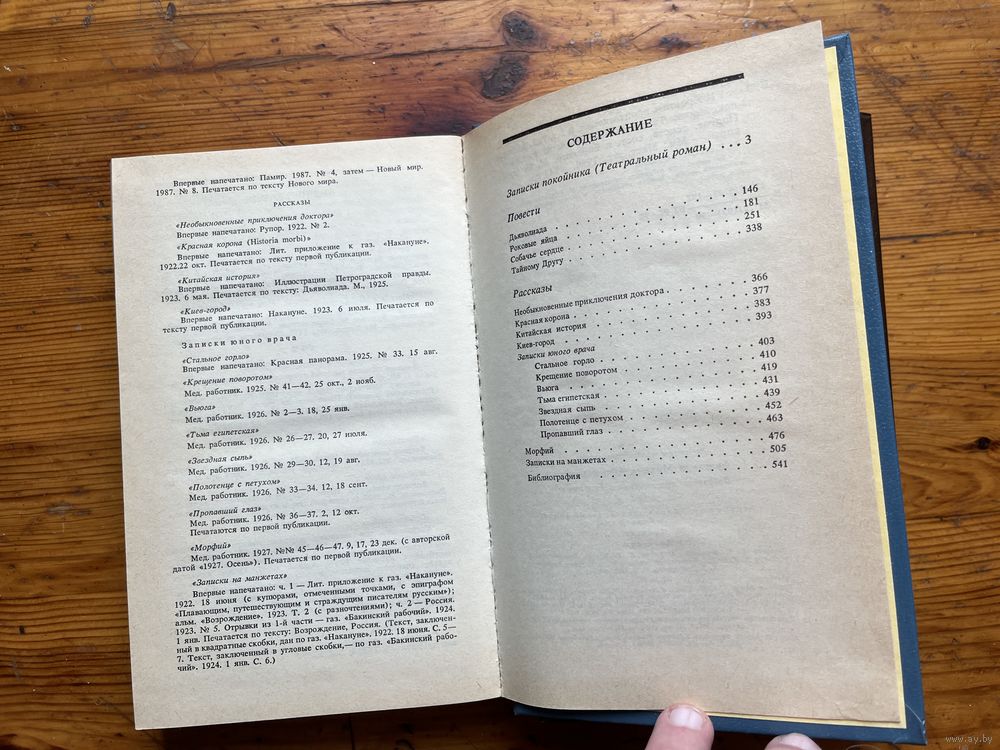 Впервые напечатано: Памир. 1987. № 4, затем — Новый мир.
1987. № 8. Печатается по тексту Нового мира.
РАССКАЗЫ
«Необыкновенные приключения доктора»
Впервые напечатано: Рупор. 1922. № 2.
«Красная корона (Historia morbi)»
Впервые напечатано: Лит. приложение к газ. «Накануне».
1922.22 окт. Печатается по тексту первой публикации.
«Китайская история»
Впервые напечатано: Иллюстрации Петроградской правды.
1923. 6 мая. Печатается по тексту: Дьяволиада. М., 1925.
«Киев-город»
Впервые напечатано: Накануне. 1923. 6 июля. Печатается по
тексту первой публикации.
Записки юного врача
«Стальное горло»
Впервые напечатано: Красная панорама. 1925. № 33. 15 авг.
«Крещение поворотом»
Мед. работник. 1925. № 41—42. 25 окт., 2 нояб.
«Вьюга»
Мед. работник. 1926. № 2—3. 18, 25 янв.
«Тьма египетская»
Мед. работник. 1926. № 26—27. 20, 27 июля.
«Звездная сыпь»
Мед. работник. 1926. № 29—30. 12, 19 авг.
«Полотенце с петухом»
Мед. работник. 1926. № 33—34. 12, 18 сент.
«Пропавший глаз»
Мед. работник. 1926. № 36—37. 2, 12 окт.
Печатаются по первой публикации.
«Морфий»
Мед. работник. 1927. №№ 45—46—47. 9, 17, 23 дек. (с авторской
датой «1927. Осень»). Печатается по первой публикации.
«Записки на манжетах»
Впервые напечатано: ч. 1 — Лит. приложение к газ. «Накануне».
1922. 18 июня (с купюрами, отмеченными точками, с эпиграфом
«Плавающим, путешествующим и страждущим писателям русским»);
альм. «Возрождение». 1923. Т. 2 (с разночтениями); ч. 2 — Россия.
1923. № 5. Отрывки из 1-й части — газ. «Бакинский рабочий». 1924.
1 янв. Печатается по тексту: Возрождение, Россия. (Текст, заключен-
ный в квадратные скобки, дан по газ. «Накануне». 1922. 18 июня. С. 5—
7. Текст, заключенный в угловые скобки,— по газ. «Бакинский рабо-
чий». 1924. 1 янв. С. 6.)
СОДЕРЖАНИЕ
Записки покойника (Театральный роман) . . . 3
Повести
Дьяволиада . . . 146
Роковые яйца . . . 181
Собачье сердце . . . 251
Тайному Другу . . . 338
Рассказы
Необыкновенные приключения доктора . . . 366
Красная корона . . . 377
Китайская история . . . 383
Киев-город . . . 393
Записки юного врача
Стальное горло . . . 403
Крещение поворотом . . . 410
Вьюга . . . 419
Тьма египетская . . . 431
Звездная сыпь . . . 439
Полотенце с петухом . . . 452
Пропавший глаз . . . 463
Морфий . . . 476
Записки на манжетах . . . 505
Библиография . . . 541
www.ay.by